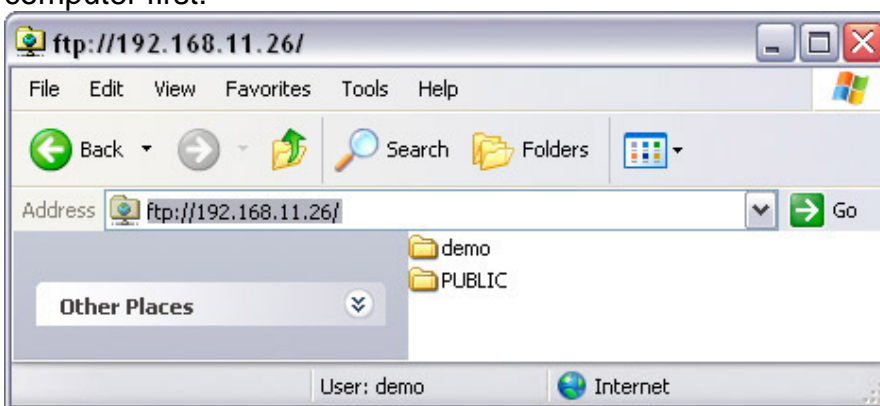 computer first.
ftp://192.168.11.26/
File Edit View Favorites Tools Help
Back Search Folders
Address ftp://192.168.11.26/ Go
demo
PUBLIC
Other Places
User: demo Internet